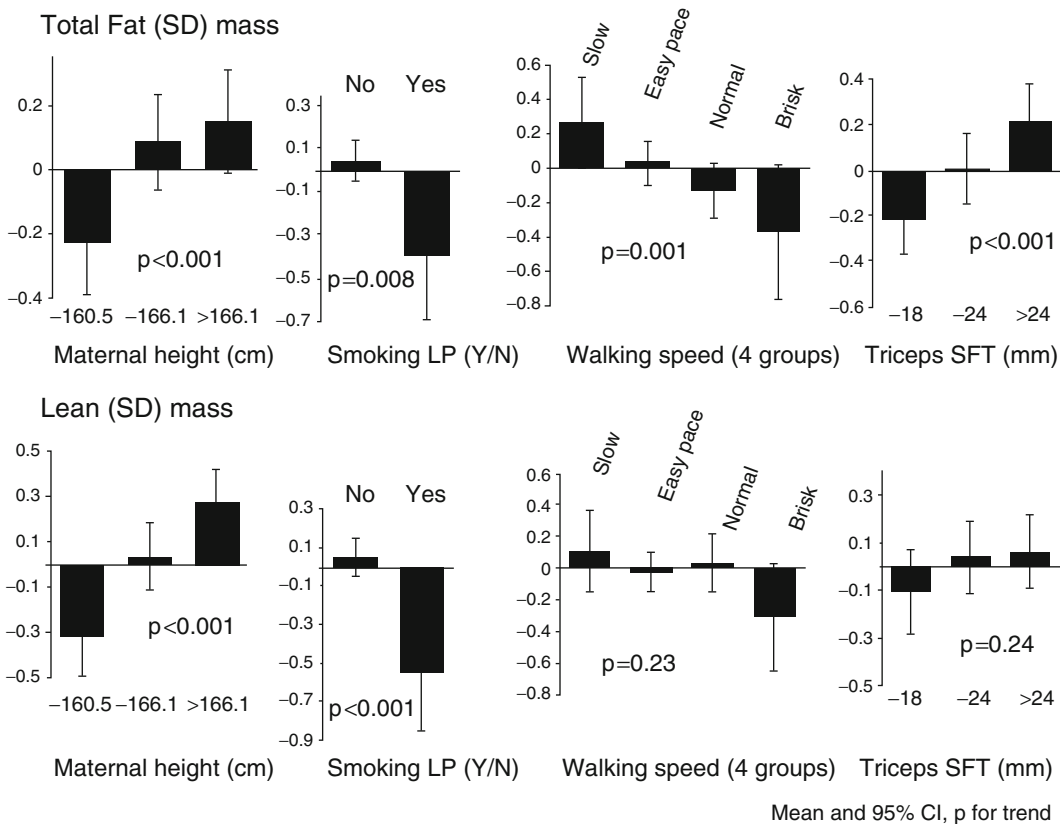 Total Fat (SD) mass
0.2
0
−0.2
−0.4
p<0.001
−160.5 −166.1 >166.1
Maternal height (cm)
No Yes
0.3
0.1
−0.1
−0.3
−0.5
−0.7
p=0.008
Smoking LP (Y/N)
Slow
Easy pace
Normal
Brisk
0.6
0.4
0.2
0
−0.2
−0.4
−0.6
−0.8
p=0.001
Walking speed (4 groups)
0.4
0.2
0
−0.2
−0.4
−0.6
p<0.001
−18 −24 >24
Triceps SFT (mm)
Lean (SD) mass
0.5
0.3
0.1
−0.1
−0.3
−0.5
p<0.001
−160.5 −166.1 >166.1
Maternal height (cm)
No Yes
0.3
0.1
−0.1
−0.3
−0.5
−0.7
−0.9
p<0.001
Smoking LP (Y/N)
Slow
Easy pace
Normal
Brisk
0.6
0.4
0.2
0
−0.2
−0.4
−0.6
−0.8
p=0.23
Walking speed (4 groups)
0.5
0.3
0.1
−0.1
−0.3
−0.5
p=0.24
−18 −24 >24
Triceps SFT (mm)
Mean and 95% CI, p for trend